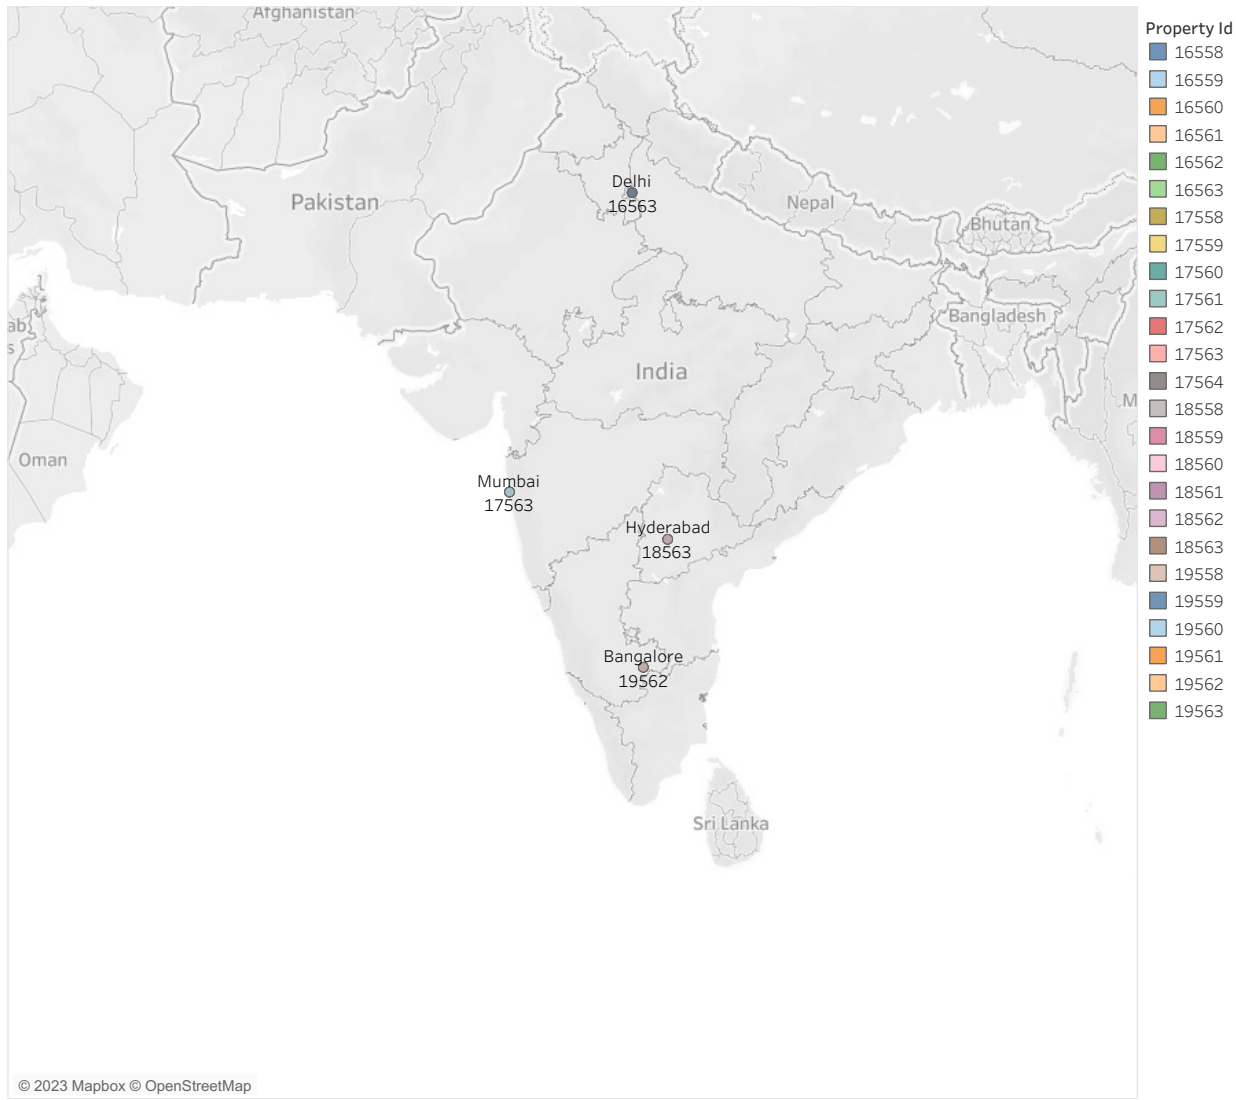 Afghanistan
Pakistan
Delhi
16563
Nepal
Bhutan
Bangladesh
India
ab
s
Oman
M
Mumbai
17563
Hyderabad
18563
Bangalore
19562
Sri Lanka
© 2023 Mapbox © OpenStreetMap
Property Id
16558
16559
16560
16561
16562
16563
17558
17559
17560
17561
17562
17563
17564
18558
18559
18560
18561
18562
18563
19558
19559
19560
19561
19562
19563